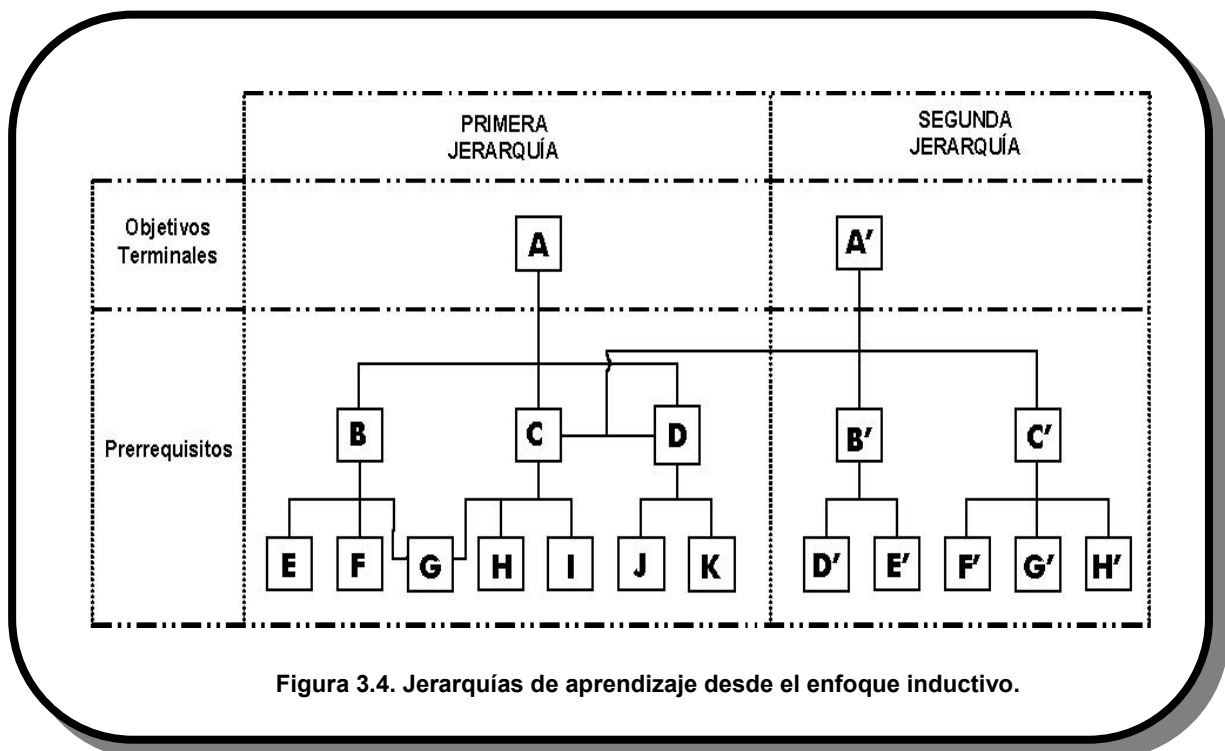 PRIMERA
JERARQUÍA
SEGUNDA
JERARQUÍA
Objetivos
Terminales
A
A′
Prerrequisitos
B
C
D
B′
C′
E
F
G
H
I
J
K
D′
E′
F′
G′
H′
Figura 3.4. Jerarquías de aprendizaje desde el enfoque inductivo.